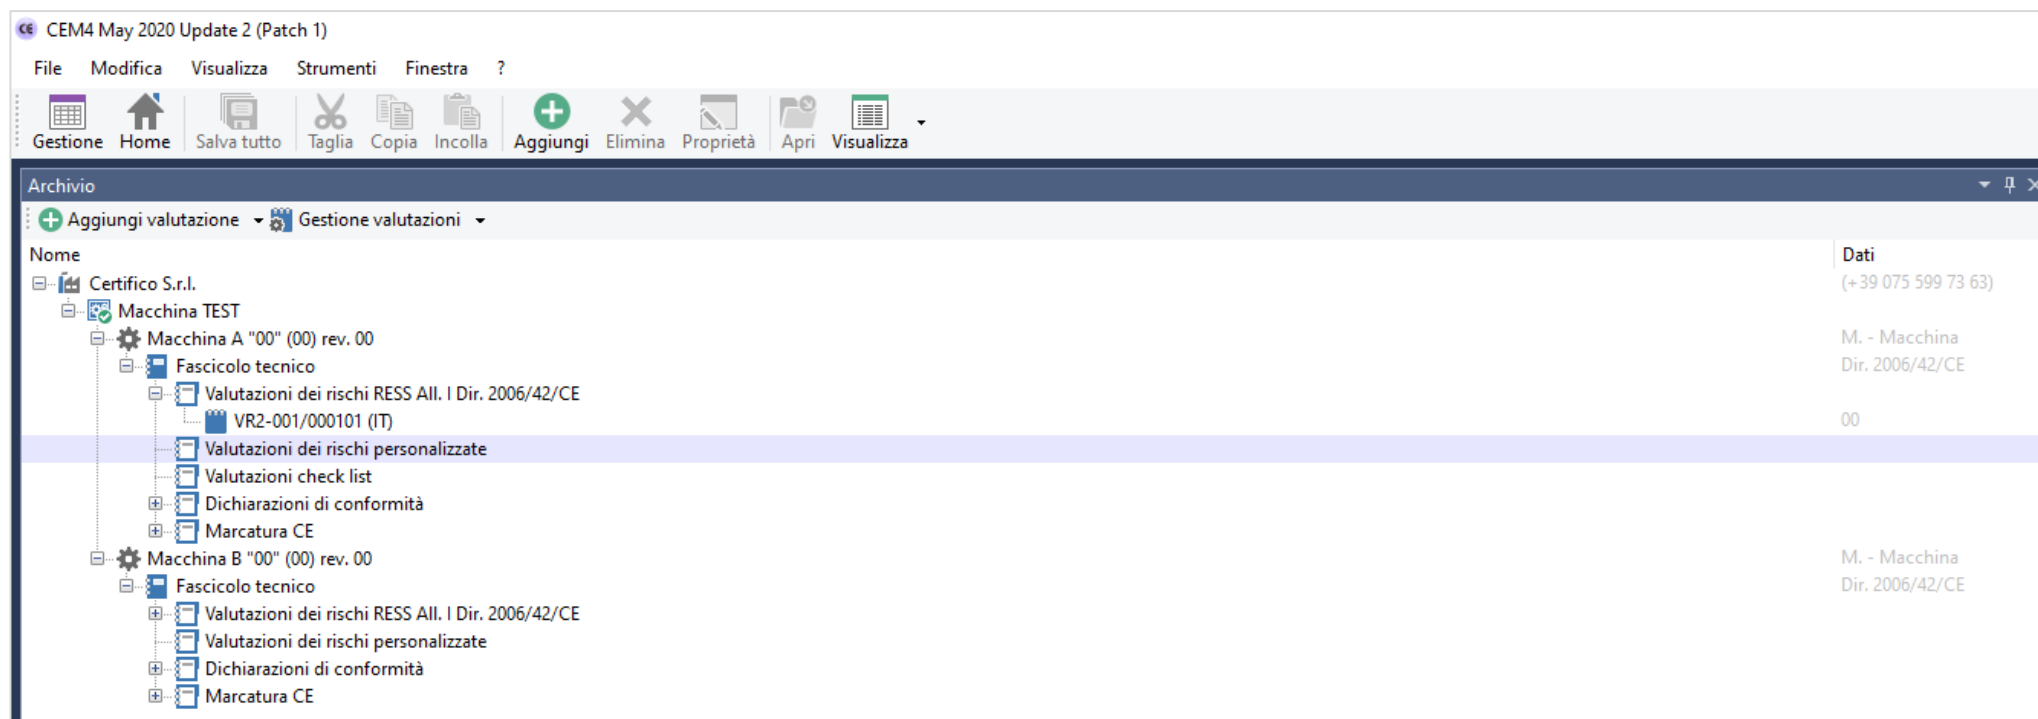 CE CEM4 May 2020 Update 2 (Patch 1)
File Modifica Visualizza Strumenti Finestra ?
Gestione Home Salva tutto Taglia Copia Incolla Aggiungi Elimina Proprietà Apri Visualizza
Archivio
Aggiungi valutazione Gestione valutazioni
Nome Dati
Certifico S.r.l. (+39 075 599 73 63)
Macchina TEST
Macchina A "00" (00) rev. 00 M. - Macchina
Fascicolo tecnico Dir. 2006/42/CE
Valutazioni dei rischi RESS All. I Dir. 2006/42/CE
VR2-001/000101 (IT) 00
Valutazioni dei rischi personalizzate
Valutazioni check list
Dichiarazioni di conformità
Marcatura CE
Macchina B "00" (00) rev. 00 M. - Macchina
Fascicolo tecnico Dir. 2006/42/CE
Valutazioni dei rischi RESS All. I Dir. 2006/42/CE
Valutazioni dei rischi personalizzate
Dichiarazioni di conformità
Marcatura CE